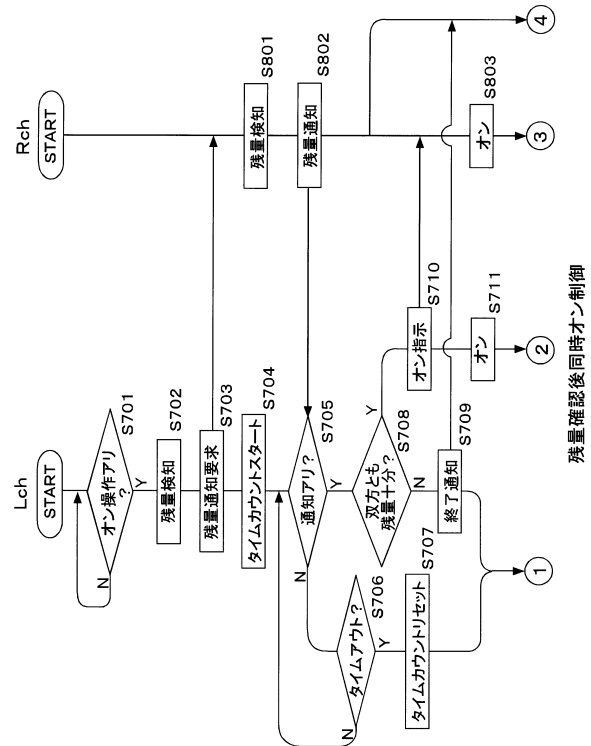 Lch
START
オン操作アリ
?
S701
N
Y
残量検知
S702
残量通知要求
S703
タイムカウントスタート
S704
通知アリ?
S705
N
Y
タイムアウト?
S706
N
Y
タイムカウントリセット
S707
双方とも
残量十分?
S708
Y
N
終了通知
S709
オン指示
S710
オン
S711
①
②
Rch
START
残量検知
S801
残量通知
S802
オン
S803
③
④
残量確認後同時オン制御